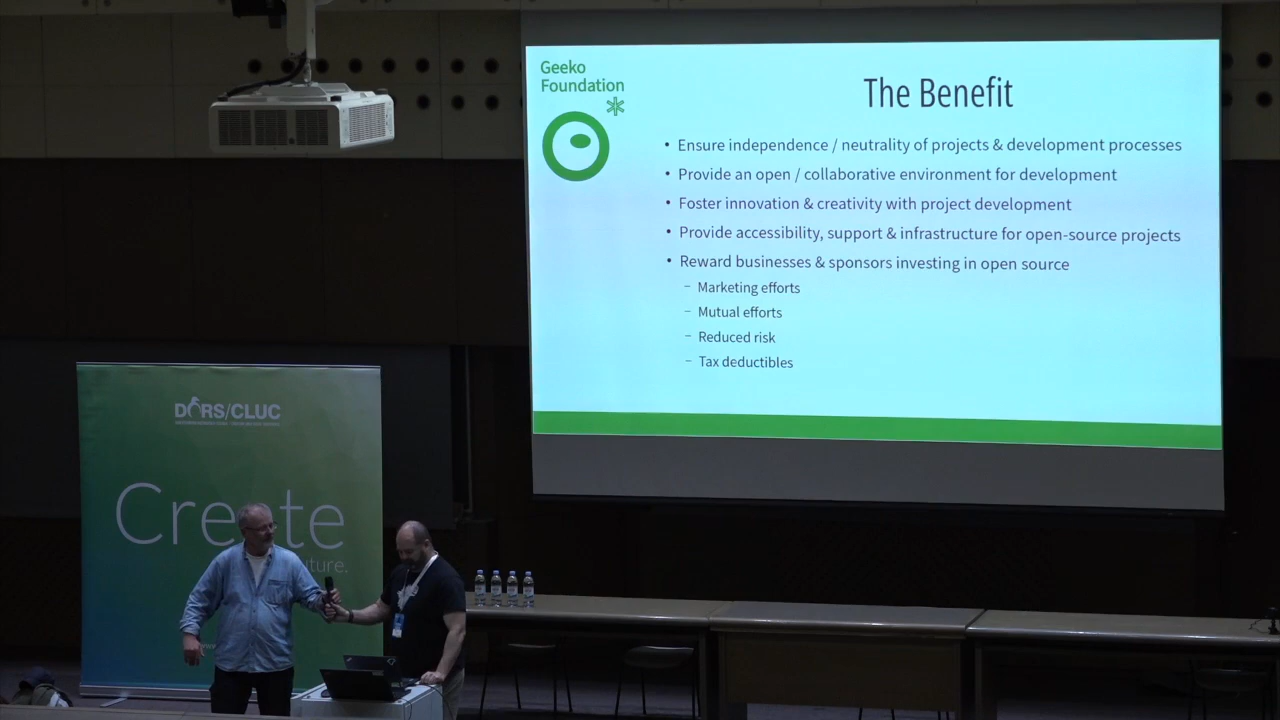 Geeko
Foundation
The Benefit
• Ensure independence / neutrality of projects & development processes
• Provide an open / collaborative environment for development
• Foster innovation & creativity with project development
• Provide accessibility, support & infrastructure for open-source projects
• Reward businesses & sponsors investing in open source
– Marketing efforts
– Mutual efforts
– Reduced risk
– Tax deductibles
DORS/CLUC
Create